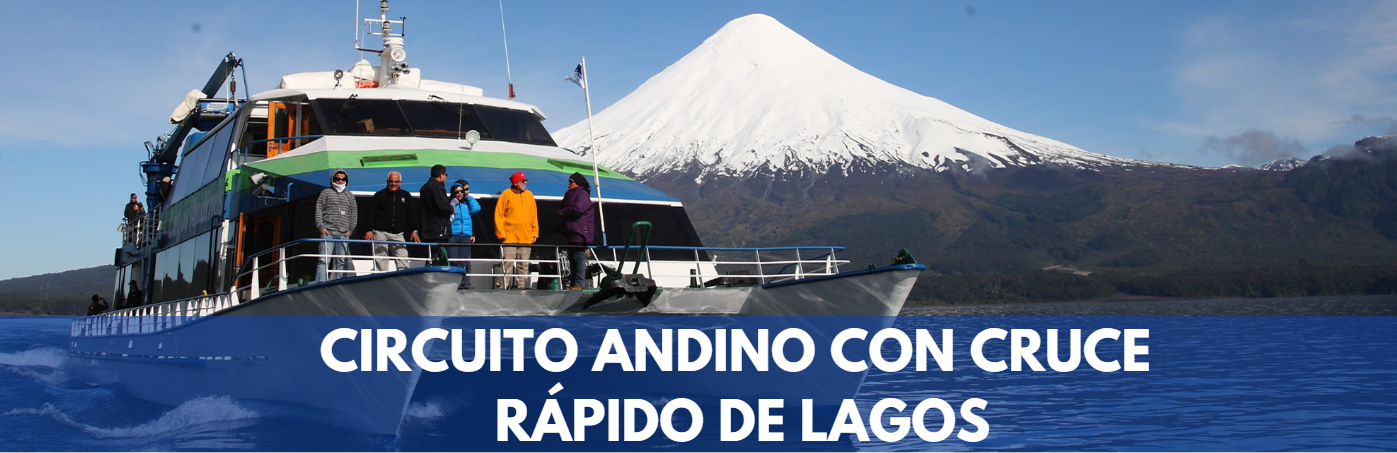 CIRCUITO ANDINO CON CRUCE
RÁPIDO DE LAGOS